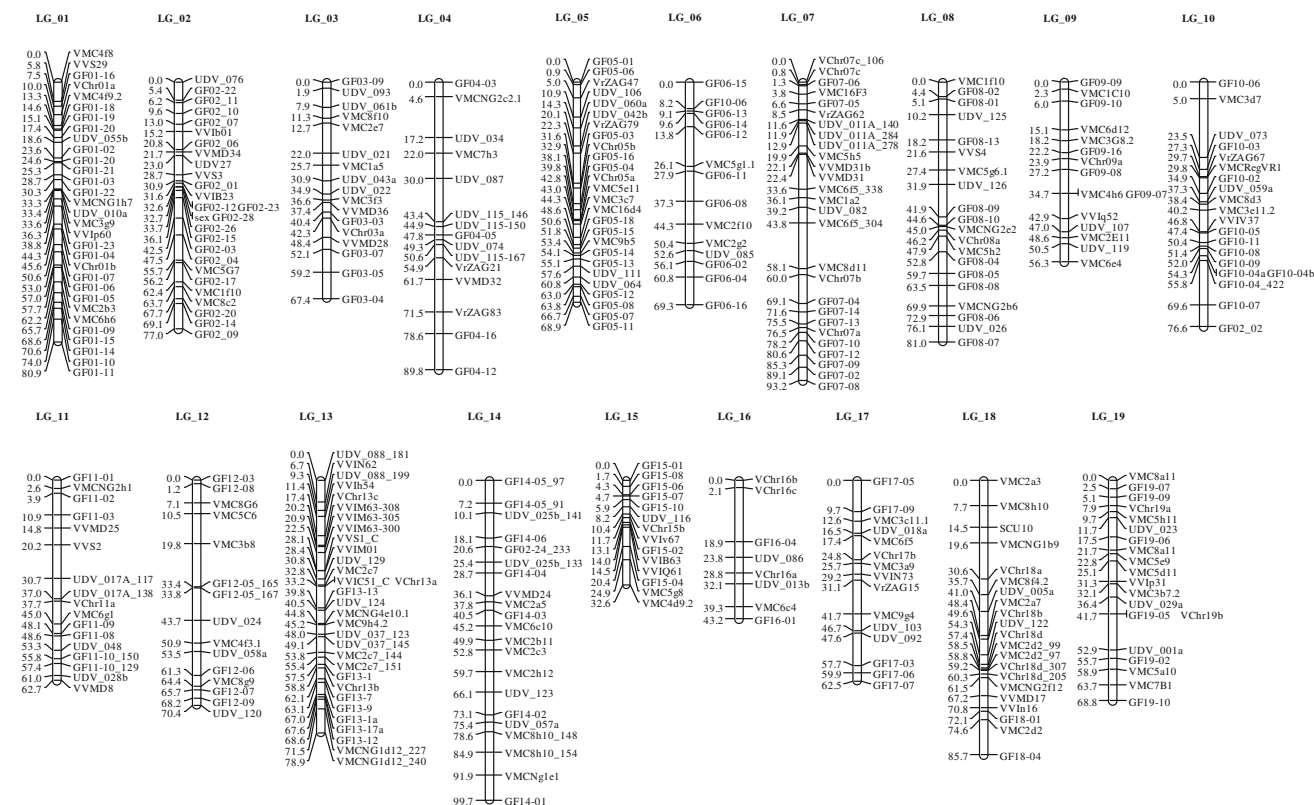 LG_01
0.0 VMC4f8
5.8 VVS29
7.5 GF01-16
10.0 VChr01a
13.3 VMC4f9.2
14.6 GF01-18
15.1 GF01-19
17.4 GF01-20
18.6 UDV_055b
23.6 GF01-02
24.6 GF01-20
25.3 GF01-21
28.7 GF01-03
30.3 GF01-22
33.3 VMCNG1h7
33.4 UDV_010a
33.6 VMC3g9
36.3 VVIp60
38.8 GF01-23
44.4 GF01-04
45.6 VChr01b
50.6 GF01-07
53.0 GF01-06
57.0 GF01-05
57.7 VMC2b3
62.2 VMC6h6
65.7 GF01-09
68.6 GF01-15
70.6 GF01-14
74.0 GF01-10
80.9 GF01-11
LG_02
0.0 UDV_076
5.4 GF02-22
6.2 GF02_11
9.6 GF02_10
13.0 GF02_07
15.2 VVIb01
20.8 GF02_06
21.7 VVMD34
23.0 UDV27
28.7 VVS3
30.9 GF02_01
31.6 VVIB23
32.6 GF02-12 GF02-23
32.7 sex GF02-28
33.7 GF02-26
36.1 GF02-15
42.5 GF02-03
47.5 GF02_04
55.7 VMC5G7
56.2 GF02-17
62.4 VMC1f10
63.7 VMC8c2
67.7 GF02-20
69.1 GF02-14
77.0 GF02_09
LG_03
0.0 GF03-09
1.9 UDV_093
7.9 UDV_061b
11.3 VMC8f10
12.7 VMC2e7
22.0 UDV_021
25.7 VMC1a5
30.9 UDV_043a
34.9 UDV_022
36.6 VMC3f3
37.4 VVMD36
40.4 GF03-03
42.3 VChr03a
48.4 VVMD28
52.1 GF03-07
59.2 GF03-05
67.4 GF03-04
LG_04
0.0 GF04-03
4.6 VMCNG2c2.1
17.2 UDV_034
22.0 VMC7h3
30.0 UDV_087
43.4 UDV_115_146
44.9 UDV_115-150
47.8 GF04-05
49.3 UDV_074
50.6 UDV_115-167
54.9 VrZAG21
61.7 VVMD32
71.5 VrZAG83
78.6 GF04-16
89.8 GF04-12
LG_05
0.0 GF05-01
0.9 GF05-06
5.0 VrZAG47
10.9 UDV_106
14.3 UDV_060a
20.1 UDV_042b
22.3 VrZAG79
31.6 GF05-03
32.9 VChr05b
38.1 GF05-16
39.8 GF05-04
42.8 VChr05a
43.0 VMC5e11
44.3 VMC3c7
48.6 VMC16d4
50.6 GF05-18
51.8 GF05-15
53.4 VMC9b5
54.1 GF05-14
55.1 GF05-13
57.6 UDV_111
60.8 UDV_064
63.0 GF05-12
63.8 GF05-08
66.7 GF05-07
68.9 GF05-11
LG_06
0.0 GF06-15
8.2 GF10-06
9.1 GF06-13
9.6 GF06-14
13.8 GF06-12
26.1 VMC5g1.1
27.9 GF06-11
37.3 GF06-08
44.3 VMC2f10
50.4 VMC2g2
52.6 UDV_085
56.1 GF06-02
60.8 GF06-04
69.3 GF06-16
LG_07
0.0 VChr07c_106
0.8 VChr07c
1.3 GF07-06
3.8 VMC16F3
6.6 GF07-05
8.5 VrZAG62
11.6 UDV_011A_140
11.9 UDV_011A_284
12.9 UDV_011A_278
19.9 VMC5h5
22.1 VVMD31b
22.4 VVMD31
33.6 VMC6f5_338
36.1 VMC1a2
39.2 UDV_082
43.8 VMC6f5_304
58.1 VMC8d11
60.0 VChr07b
69.1 GF07-04
71.6 GF07-14
75.5 GF07-13
76.5 VChr07a
78.2 GF07-10
80.6 GF07-12
85.3 GF07-09
89.1 GF07-02
93.2 GF07-08
LG_08
0.0 VMC1f10
4.4 GF08-02
5.1 GF08-01
10.2 UDV_125
18.2 GF08-13
21.6 VVS4
27.4 VMC5g6.1
31.9 UDV_126
41.9 GF08-09
44.6 GF08-10
45.0 VMCNG2e2
46.2 VChr08a
47.9 VMC5h2
52.8 GF08-04
59.7 GF08-05
63.5 GF08-08
69.9 VMCNG2b6
72.9 GF08-06
76.1 UDV_026
81.0 GF08-07
LG_09
0.0 GF09-09
2.3 VMC1C10
6.0 GF09-10
15.1 VMC6d12
18.2 VMC3G8.2
22.2 GF09-16
23.9 VChr09a
27.2 GF09-08
34.7 VMC4h6 GF09-07
42.9 VVIq52
47.0 UDV_107
48.6 VMC2E11
50.5 UDV_119
56.3 VMC6e4
LG_10
0.0 GF10-06
5.0 VMC3d7
23.5 UDV_073
27.3 GF10-03
29.7 VrZAG67
29.8 VMCRegVR1
34.9 GF10-02
37.3 UDV_059a
38.4 VMC8d3
40.2 VMC3e11.2
46.8 VVIV37
47.4 GF10-05
50.4 GF10-11
51.4 GF10-08
52.0 GF10-09
54.3 GF10-04a GF10-04b
55.8 GF10-04_422
69.6 GF10-07
76.6 GF02_02
LG_11
0.0 GF11-01
2.6 VMCNG2h1
3.9 GF11-02
10.9 GF11-03
14.8 VVMD25
20.2 VVS2
30.7 UDV_017A_117
37.0 UDV_017A_138
37.7 VChr11a
45.0 VMC6g1
48.1 GF11-09
48.6 GF11-08
53.3 UDV_048
55.8 GF11-10_150
57.4 GF11-10_129
61.0 UDV_028b
62.7 VVMD8
LG_12
0.0 GF12-03
1.2 GF12-08
7.1 VMC8G6
10.5 VMC5C6
19.8 VMC3b8
33.4 GF12-05_165
33.8 GF12-05_167
43.7 UDV_024
50.9 VMC4f3.1
53.5 UDV_058a
61.3 GF12-06
64.4 VMC8g9
65.7 GF12-07
68.2 GF12-09
70.4 UDV_120
LG_13
0.0 UDV_088_181
6.7 VVIN62
9.3 UDV_088_199
11.4 VVIh54
17.4 VChr13c
20.2 VVIM63-308
20.9 VVIM63-305
22.5 VVIM63-300
28.1 VVS1_C
28.4 VVIM01
30.8 UDV_129
32.8 VMC2c7
33.2 VVIC51_C VChr13a
39.8 GF13-13
40.5 UDV_124
44.8 VMCNG4e10.1
45.2 VMC9h4.2
48.0 UDV_037_123
49.1 UDV_037_145
53.8 VMC2c7_144
55.4 VMC2c7_151
57.5 GF13-1
58.8 VChr13b
62.1 GF13-7
63.1 GF13-9
67.0 GF13-1a
67.6 GF13-17a
68.6 GF13-12
71.5 VMCNG1d12_227
78.9 VMCNG1d12_240
LG_14
0.0 GF14-05_97
7.2 GF14-05_91
10.1 UDV_025b_141
18.1 GF14-06
20.6 GF02-24_233
25.4 UDV_025b_133
28.7 GF14-04
36.1 VVMD24
37.8 VMC2a5
40.5 GF14-03
45.2 VMC6c10
48.9 VMC2b11
52.8 VMC2c3
59.7 VMC2h12
66.1 UDV_123
73.1 GF14-02
75.4 UDV_057a
78.6 VMC8h10_148
84.9 VMC8h10_154
91.9 VMCNg1e1
99.7 GF14-01
LG_15
0.0 GF15-01
1.7 GF15-08
4.3 GF15-06
4.7 GF15-07
5.9 GF15-10
8.2 UDV_116
10.4 VChr15b
11.7 VVIv67
13.1 GF15-02
14.0 VVIB63
14.5 VVIQ61
20.4 GF15-04
24.9 VMC5g8
32.6 VMC4d9.2
LG_16
0.0 VChr16b
2.1 VChr16c
18.9 GF16-04
23.8 UDV_086
28.8 VChr16a
32.1 UDV_013b
39.3 VMC6c4
43.2 GF16-01
LG_17
0.0 GF17-05
9.7 GF17-09
12.6 VMC3c11.1
16.5 UDV_018a
17.4 VMC6f5
24.8 VChr17b
25.7 VMC3a9
29.2 VVIN73
31.1 VrZAG15
41.7 VMC9g4
46.7 UDV_103
47.6 UDV_092
57.7 GF17-03
59.9 GF17-06
62.5 GF17-07
LG_18
0.0 VMC2a3
7.7 VMC8h10
14.5 SCU10
19.6 VMCNG1b9
30.6 VChr18a
35.7 VMC8f4.2
41.0 UDV_005a
48.4 VMC2a7
49.6 VChr18b
54.3 UDV_122
57.4 VChr18d
58.5 VMC2d2_99
58.8 VMC2d2_97
59.2 VChr18d_307
60.3 VChr18d_205
61.5 VMCNG2f12
67.2 VVMD17
70.8 VVIn16
72.1 GF18-01
74.6 VMC2d2
85.7 GF18-04
LG_19
0.0 VMC8a11
2.5 GF19-07
5.1 GF19-09
7.9 VChr19a
9.7 VMC5h11
11.7 UDV_023
17.5 GF19-06
21.7 VMC8a11
22.8 VMC5e9
25.1 VMC5d11
31.3 VVIp31
32.1 VMC3b7.2
36.4 UDV_029a
41.7 GF19-05 VChr19b
52.9 UDV_001a
55.7 GF19-02
58.9 VMC5a10
63.7 VMC7B1
68.8 GF19-10